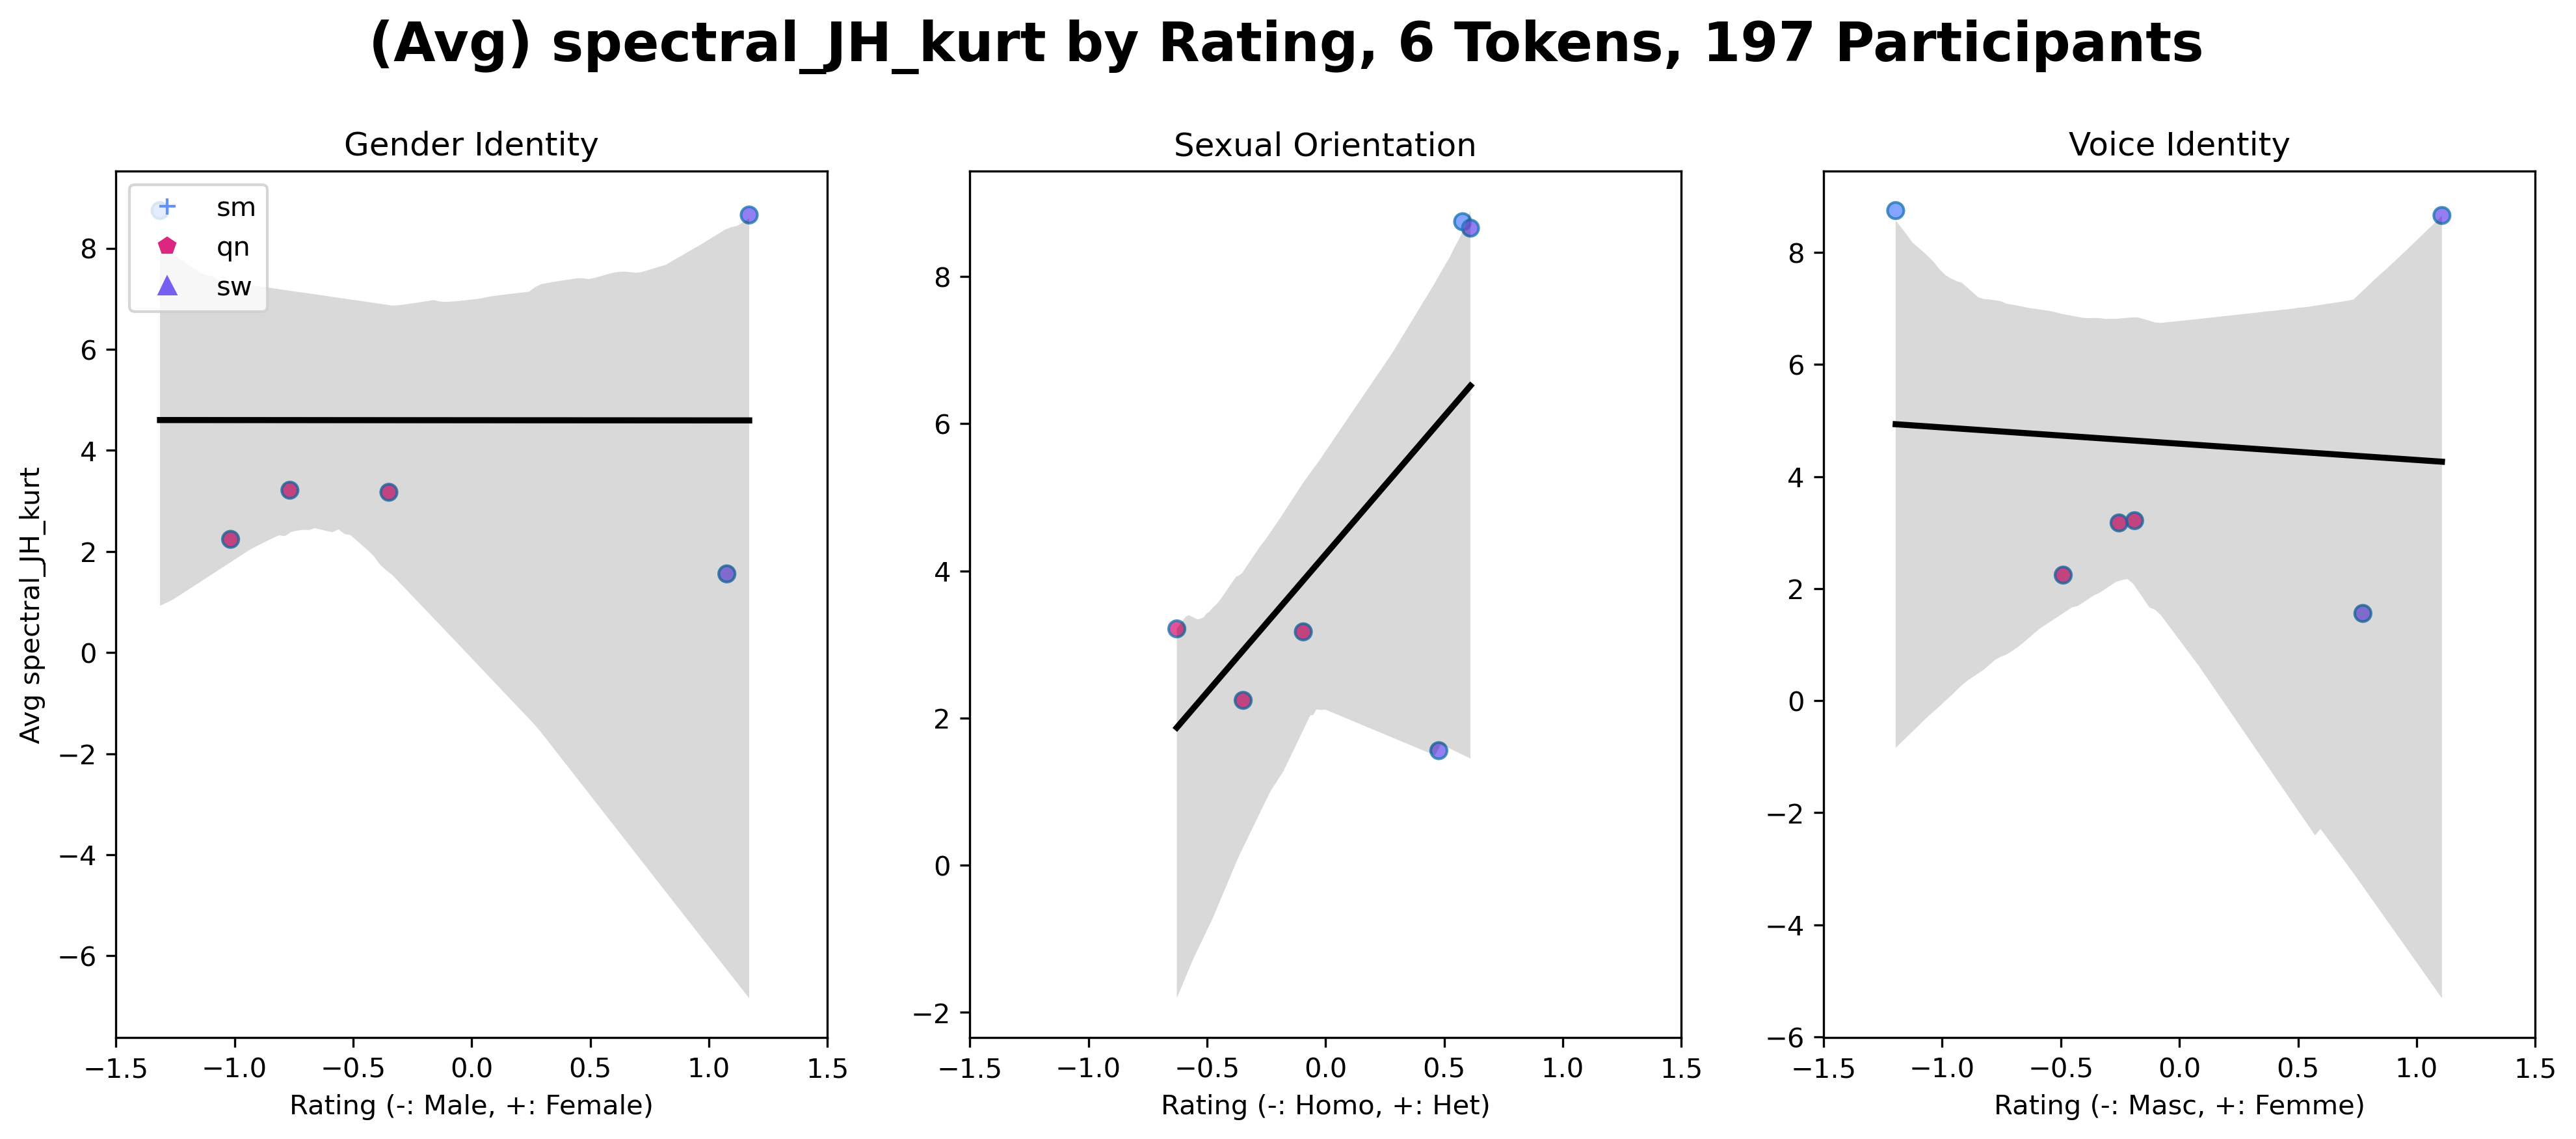 (Avg) spectral_JH_kurt by Rating, 6 Tokens, 197 Participants
Gender Identity
Sexual Orientation
Voice Identity
sm
qn
sw
Avg spectral_JH_kurt
8
6
4
2
0
−2
−4
−6
−1.5 −1.0 −0.5 0.0 0.5 1.0 1.5
Rating (-: Male, +: Female)
8
6
4
2
0
−2
−1.5 −1.0 −0.5 0.0 0.5 1.0 1.5
Rating (-: Homo, +: Het)
8
6
4
2
0
−2
−4
−6
−1.5 −1.0 −0.5 0.0 0.5 1.0 1.5
Rating (-: Masc, +: Femme)